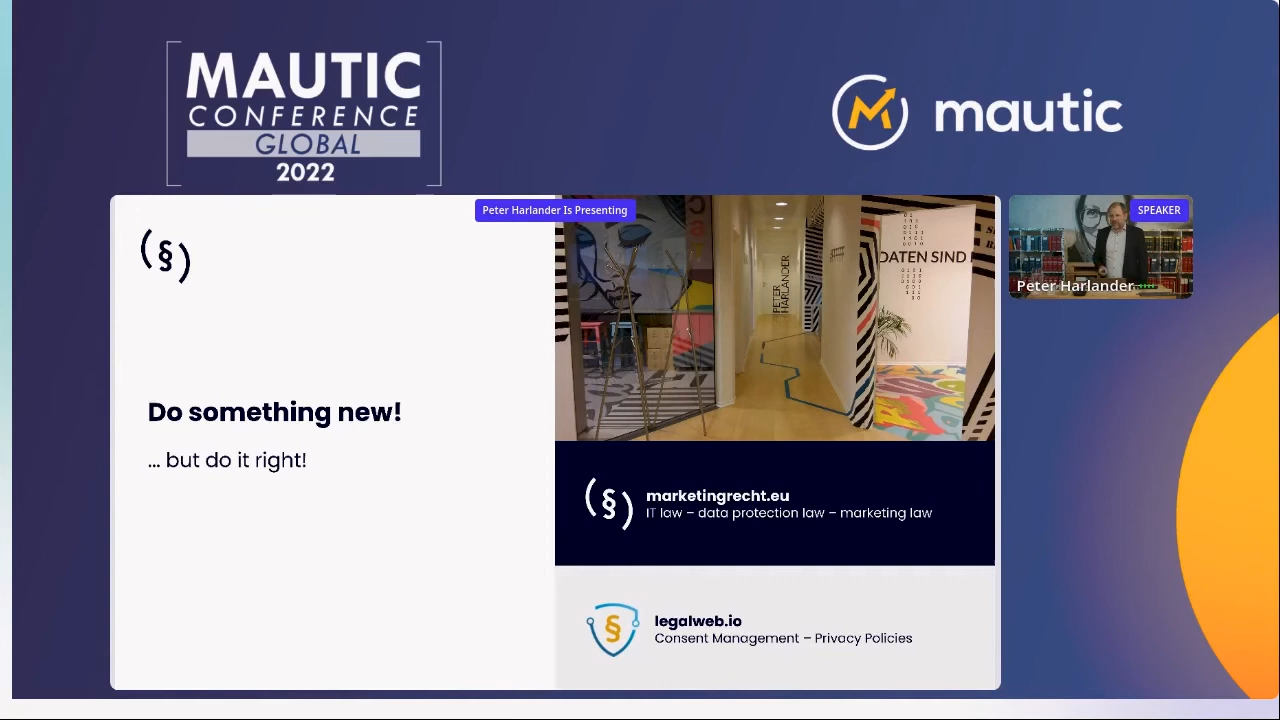 MAUTIC
CONFERENCE
GLOBAL
2022
mautic
Peter Harlander Is Presenting
SPEAKER
Peter Harlander
(§)
Do something new!
... but do it right!
PETER
HARLANDER
DATEN SIND
(§)
marketingrecht.eu
IT law – data protection law – marketing law
§
legalweb.io
Consent Management – Privacy Policies